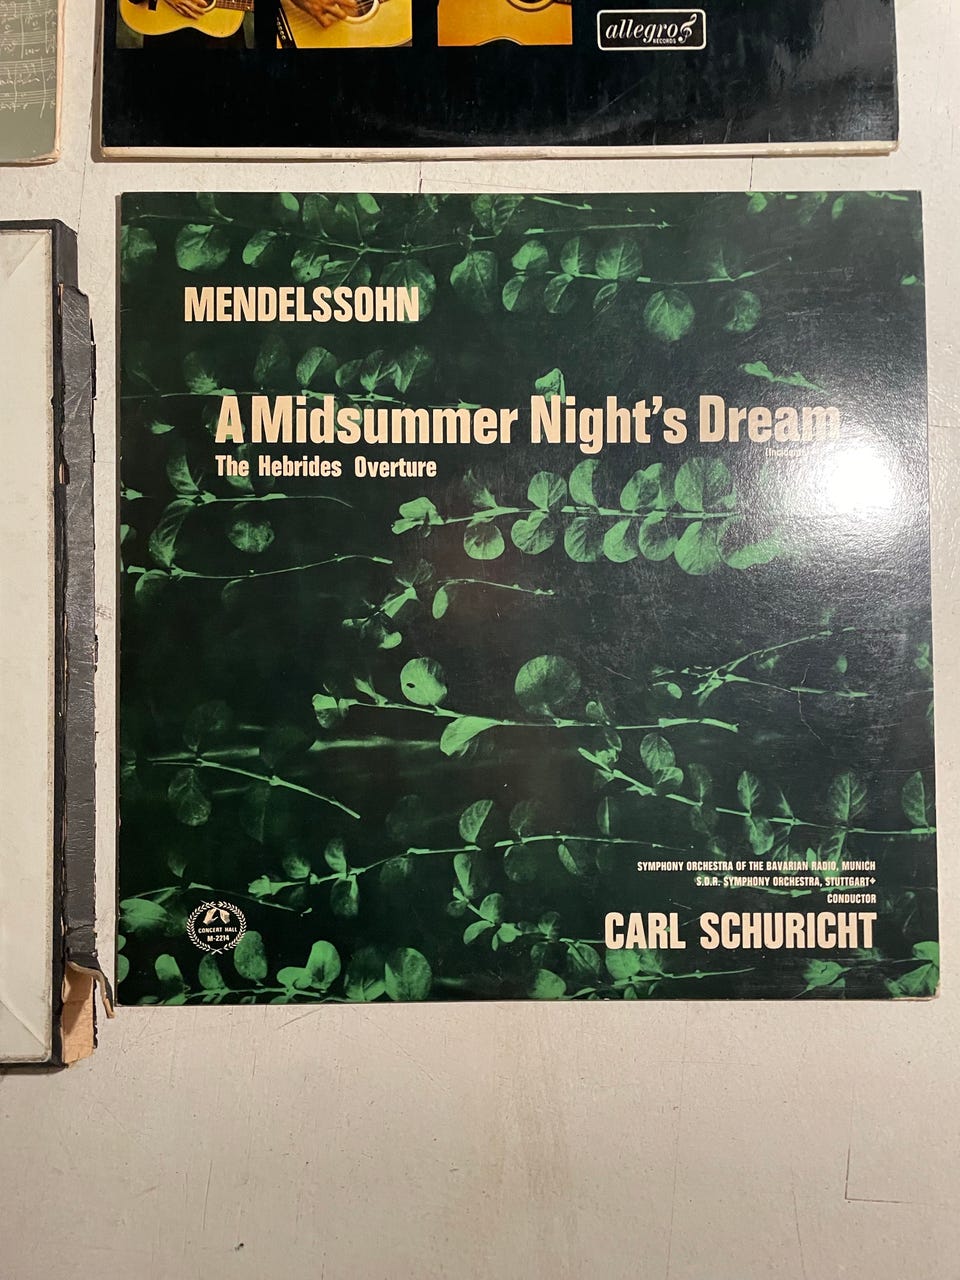 allegro
RECORDS
MENDELSSOHN
A Midsummer Night's Dream
The Hebrides Overture
SYMPHONY ORCHESTRA OF THE BAVARIAN RADIO, MUNICH
S.D.R. SYMPHONY ORCHESTRA, STUTTGART+
CONDUCTOR
CARL SCHURICHT
CONCERT HALL
M-2214